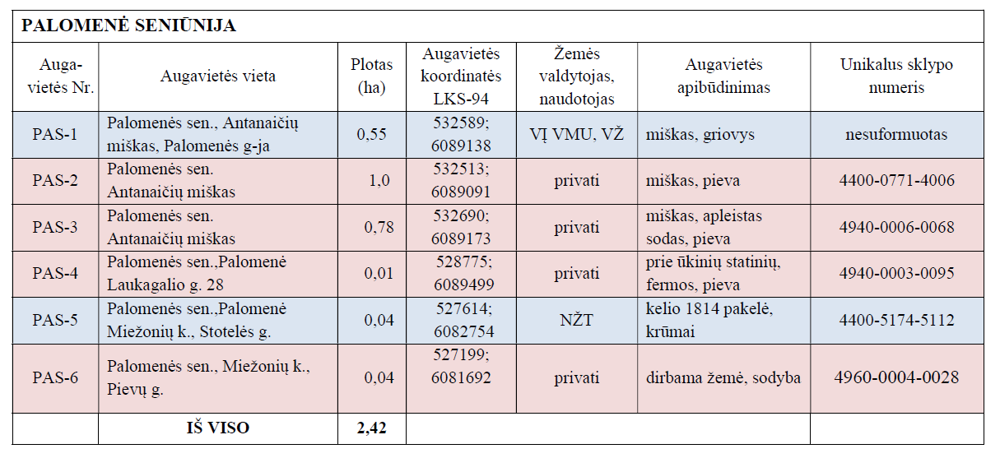 PALOMENĖ SENIŪNIJA
Auga-
vietės Nr.
Augavietės vieta
Plotas
(ha)
Augavietės
koordinatės
LKS-94
Žemės
valdytojas,
naudotojas
Augavietės
apibūdinimas
Unikalus sklypo
numeris
PAS-1
Palomenės sen., Antanaičių
miškas, Palomenės g-ja
0,55
532589;
6089138
VĮ VMU, VŽ
miškas, griovys
nesuformuotas
PAS-2
Palomenės sen.
Antanaičių miškas
1,0
532513;
6089091
privati
miškas, pieva
4400-0771-4006
PAS-3
Palomenės sen.
Antanaičių miškas
0,78
532690;
6089173
privati
miškas, apleistas
sodas, pieva
4940-0006-0068
PAS-4
Palomenės sen.,Palomenė
Laukagalio g. 28
0,01
528775;
6089499
privati
prie ūkinių statinių,
fermos, pieva
4940-0003-0095
PAS-5
Palomenės sen.,Palomenė
Miežonių k., Stotelės g.
0,04
527614;
6082754
NŽT
kelio 1814 pakelė,
krūmai
4400-5174-5112
PAS-6
Palomenės sen., Miežonių k.,
Pievų g.
0,04
527199;
6081692
privati
dirbama žemė, sodyba
4960-0004-0028
IŠ VISO
2,42